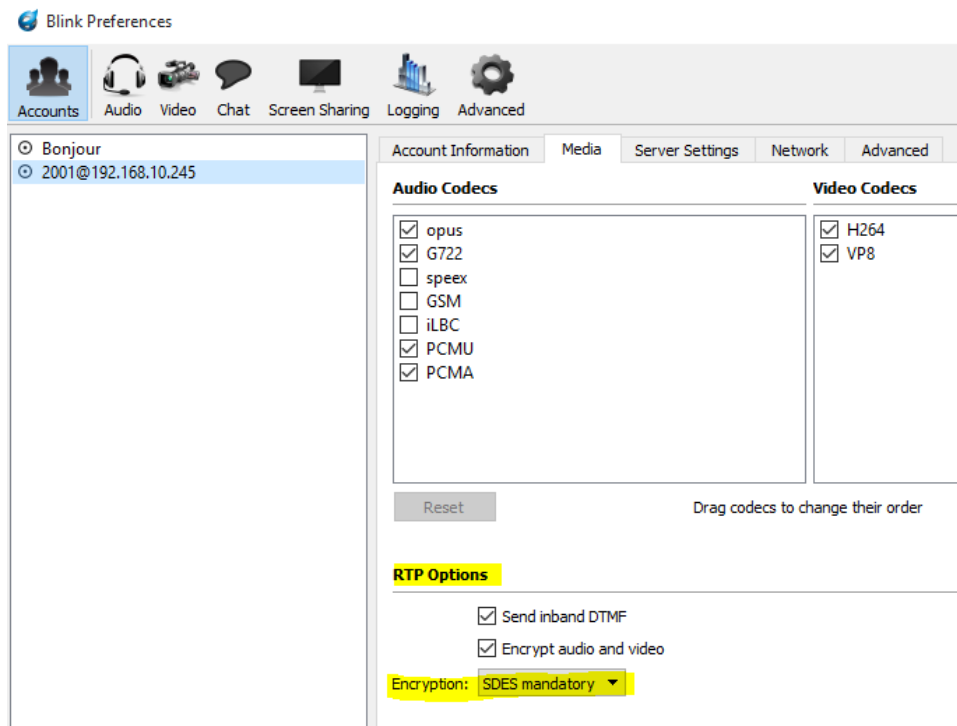 Blink Preferences
Accounts Audio Video Chat Screen Sharing Logging Advanced
Bonjour
2001@192.168.10.245
Account Information Media Server Settings Network Advanced
Audio Codecs Video Codecs
opus H264
G722 VP8
speex
GSM
iLBC
PCMU
PCMA
Reset Drag codecs to change their order
RTP Options
Send inband DTMF
Encrypt audio and video
Encryption: SDES mandatory